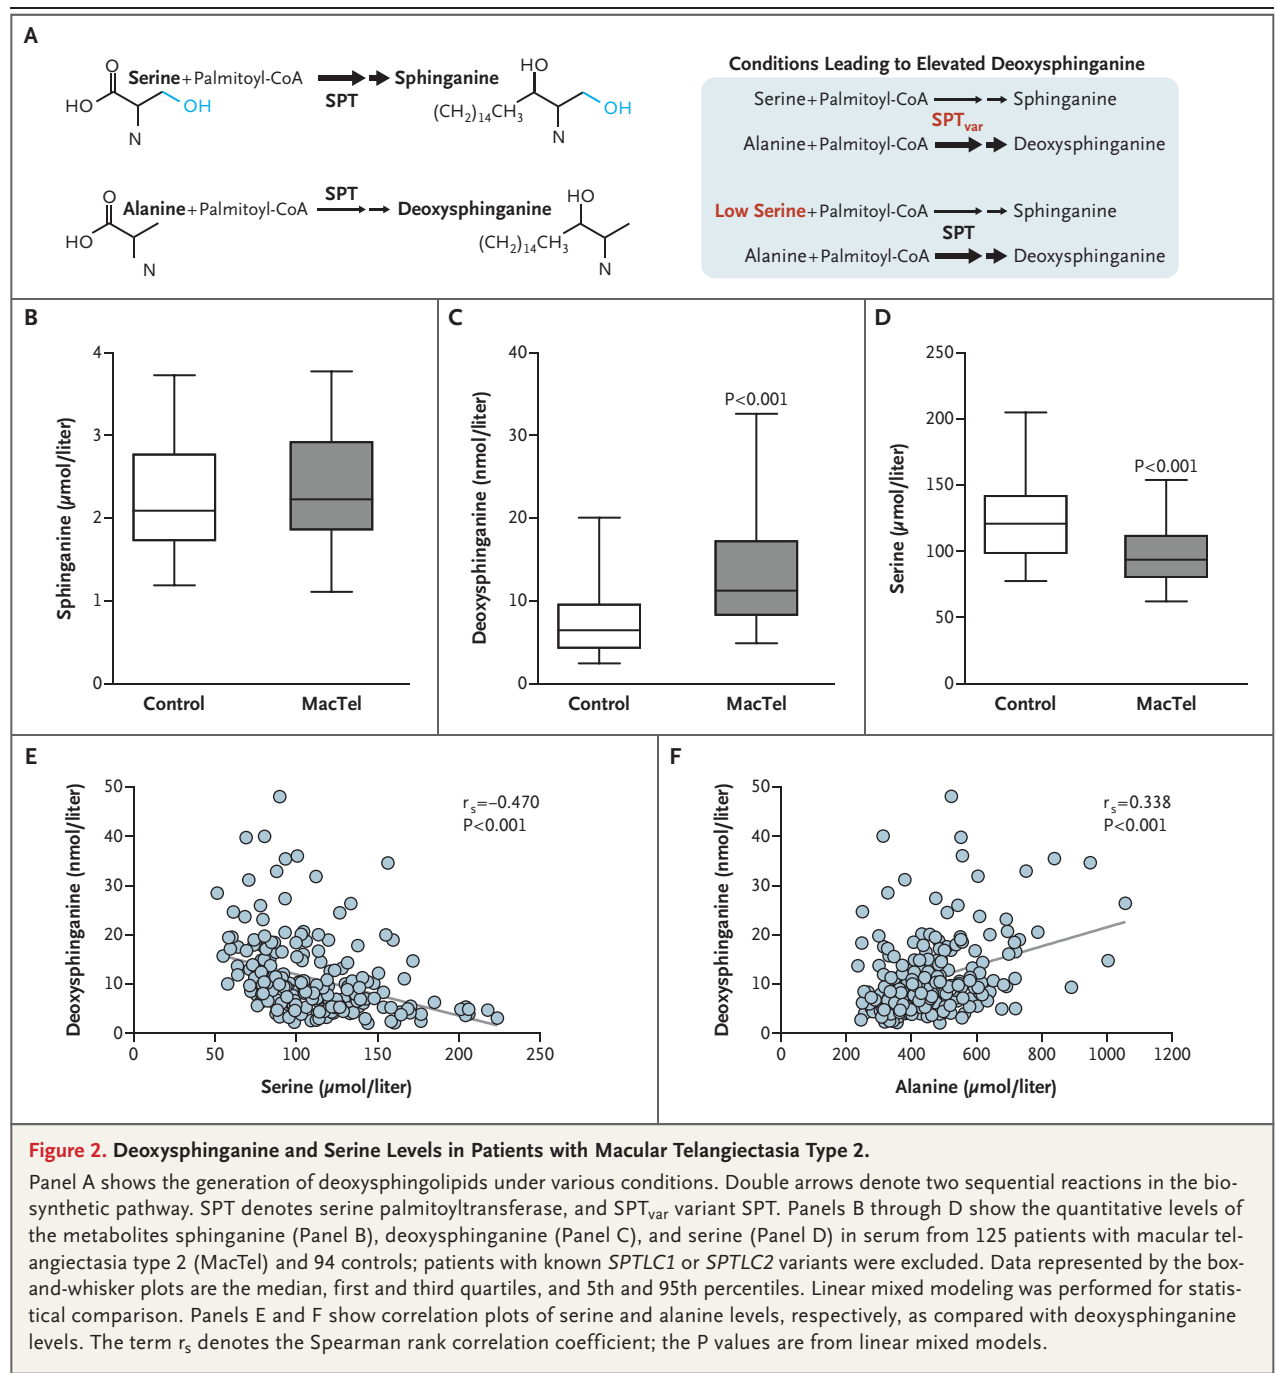 A
O
HO
OH
N
Serine+Palmitoyl-CoA
SPT
Sphinganine
HO
(CH2)14CH3
OH
N
O
HO
N
Alanine+Palmitoyl-CoA
SPT
Deoxysphinganine
HO
(CH2)14CH3
N
Conditions Leading to Elevated Deoxysphinganine
Serine+Palmitoyl-CoA Sphinganine
SPTvar
Alanine+Palmitoyl-CoA Deoxysphinganine
Low Serine+Palmitoyl-CoA Sphinganine
SPT
Alanine+Palmitoyl-CoA Deoxysphinganine
B
Sphinganine (µmol/liter)
4
3
2
1
0
Control MacTel
C
Deoxysphinganine (nmol/liter)
40
30
20
10
0
P<0.001
Control MacTel
D
Serine (µmol/liter)
250
200
150
100
50
0
P<0.001
Control MacTel
E
Deoxysphinganine (nmol/liter)
50
40
30
20
10
0
rs=−0.470
P<0.001
0 50 100 150 200 250
Serine (µmol/liter)
F
Deoxysphinganine (nmol/liter)
50
40
30
20
10
0
rs=0.338
P<0.001
0 200 400 600 800 1000 1200
Alanine (µmol/liter)
Figure 2. Deoxysphinganine and Serine Levels in Patients with Macular Telangiectasia Type 2.
Panel A shows the generation of deoxysphingolipids under various conditions. Double arrows denote two sequential reactions in the bio-
synthetic pathway. SPT denotes serine palmitoyltransferase, and SPTvar variant SPT. Panels B through D show the quantitative levels of
the metabolites sphinganine (Panel B), deoxysphinganine (Panel C), and serine (Panel D) in serum from 125 patients with macular tel-
angiectasia type 2 (MacTel) and 94 controls; patients with known SPTLC1 or SPTLC2 variants were excluded. Data represented by the box-
and-whisker plots are the median, first and third quartiles, and 5th and 95th percentiles. Linear mixed modeling was performed for statis-
tical comparison. Panels E and F show correlation plots of serine and alanine levels, respectively, as compared with deoxysphinganine
levels. The term rs denotes the Spearman rank correlation coefficient; the P values are from linear mixed models.